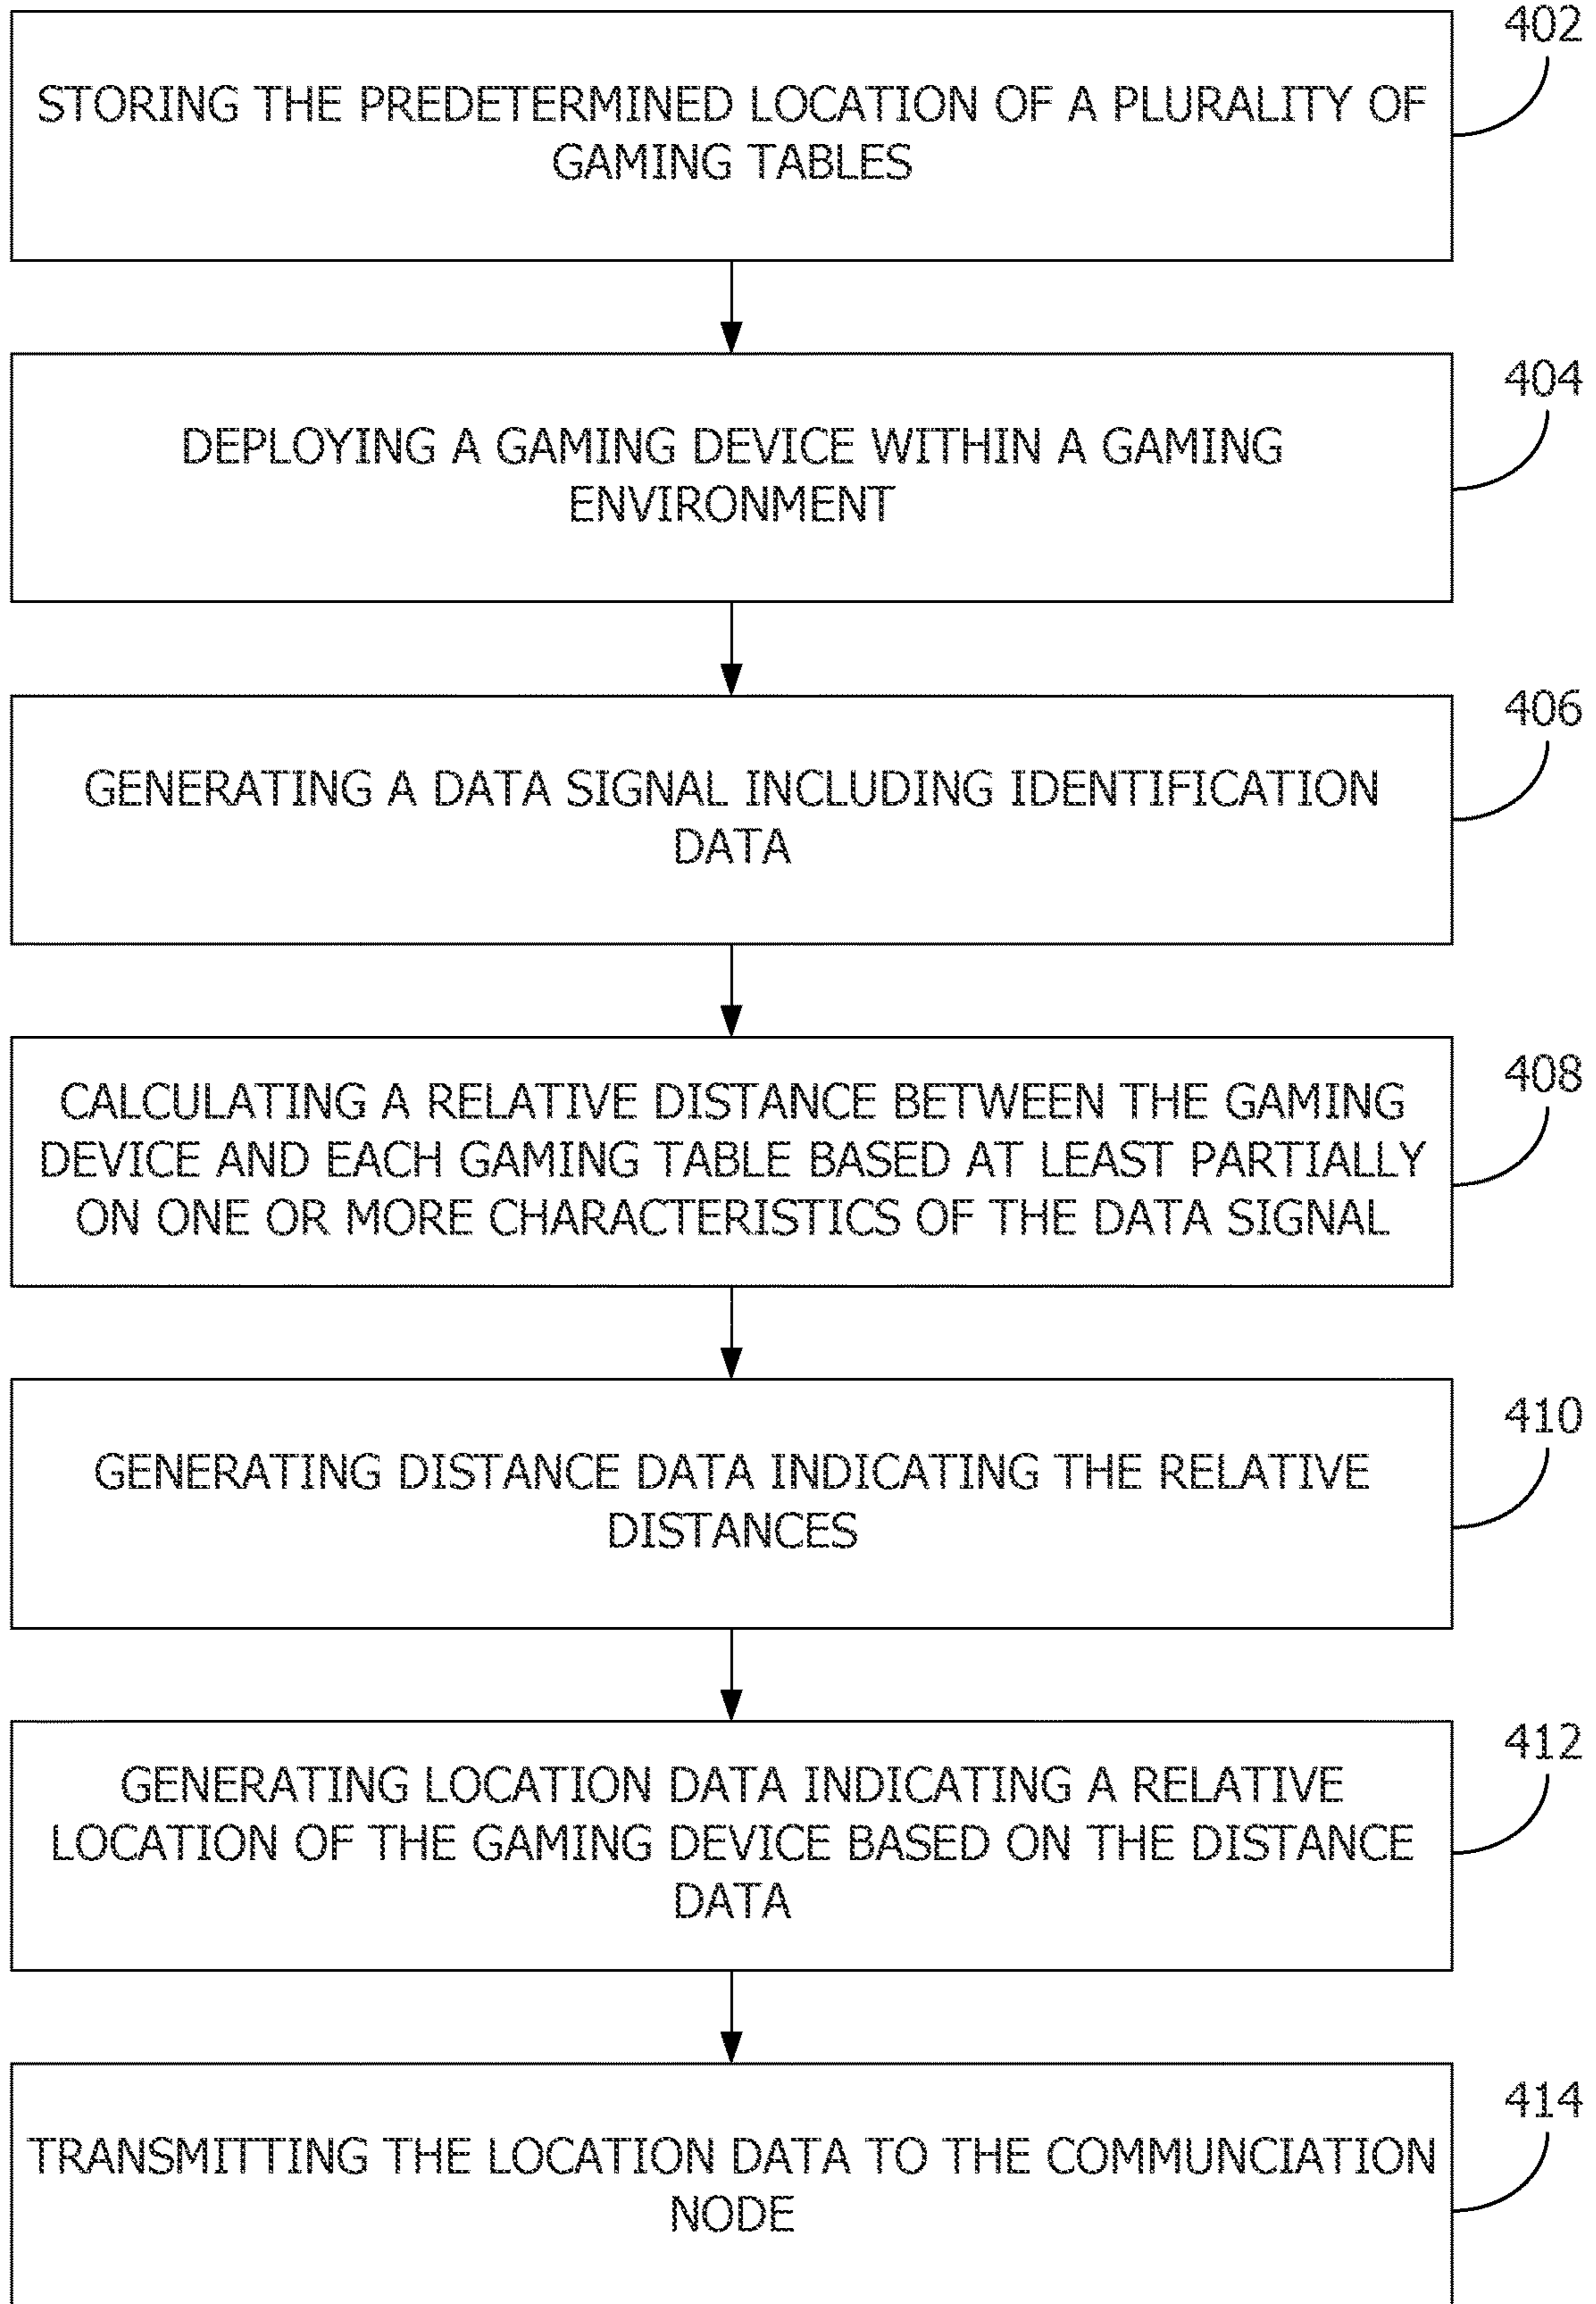 402
STORING THE PREDETERMINED LOCATION OF A PLURALITY OF
GAMING TABLES
404
DEPLOYING A GAMING DEVICE WITHIN A GAMING
ENVIRONMENT
406
GENERATING A DATA SIGNAL INCLUDING IDENTIFICATION
DATA
408
CALCULATING A RELATIVE DISTANCE BETWEEN THE GAMING
DEVICE AND EACH GAMING TABLE BASED AT LEAST PARTIALLY
ON ONE OR MORE CHARACTERISTICS OF THE DATA SIGNAL
410
GENERATING DISTANCE DATA INDICATING THE RELATIVE
DISTANCES
412
GENERATING LOCATION DATA INDICATING A RELATIVE
LOCATION OF THE GAMING DEVICE BASED ON THE DISTANCE
DATA
414
TRANSMITTING THE LOCATION DATA TO THE COMMUNCIATION
NODE